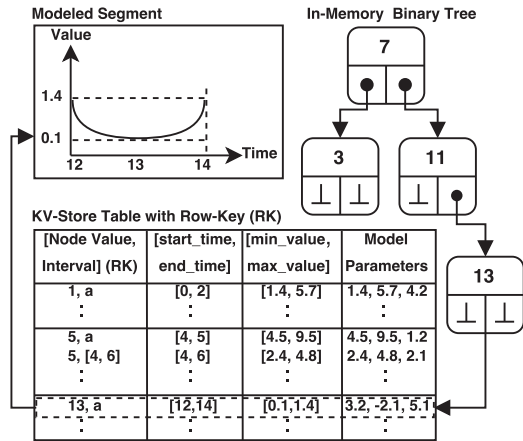 Modeled Segment
Value
1.4
0.1
12 13 14
Time
In-Memory Binary Tree
7
3 11
⊥ ⊥ ⊥
13
⊥ ⊥
KV-Store Table with Row-Key (RK)
[Node Value, Interval] (RK) [start_time, end_time] [min_value, max_value] Model Parameters
1, a [0, 2] [1.4, 5.7] 1.4, 5.7, 4.2
: : : :
5, a [4, 5] [4.5, 9.5] 4.5, 9.5, 1.2
5, [4, 6] [4, 6] [2.4, 4.8] 2.4, 4.8, 2.1
: : : :
13, a [12,14] [0.1,1.4] 3.2, -2.1, 5.1
: : : :